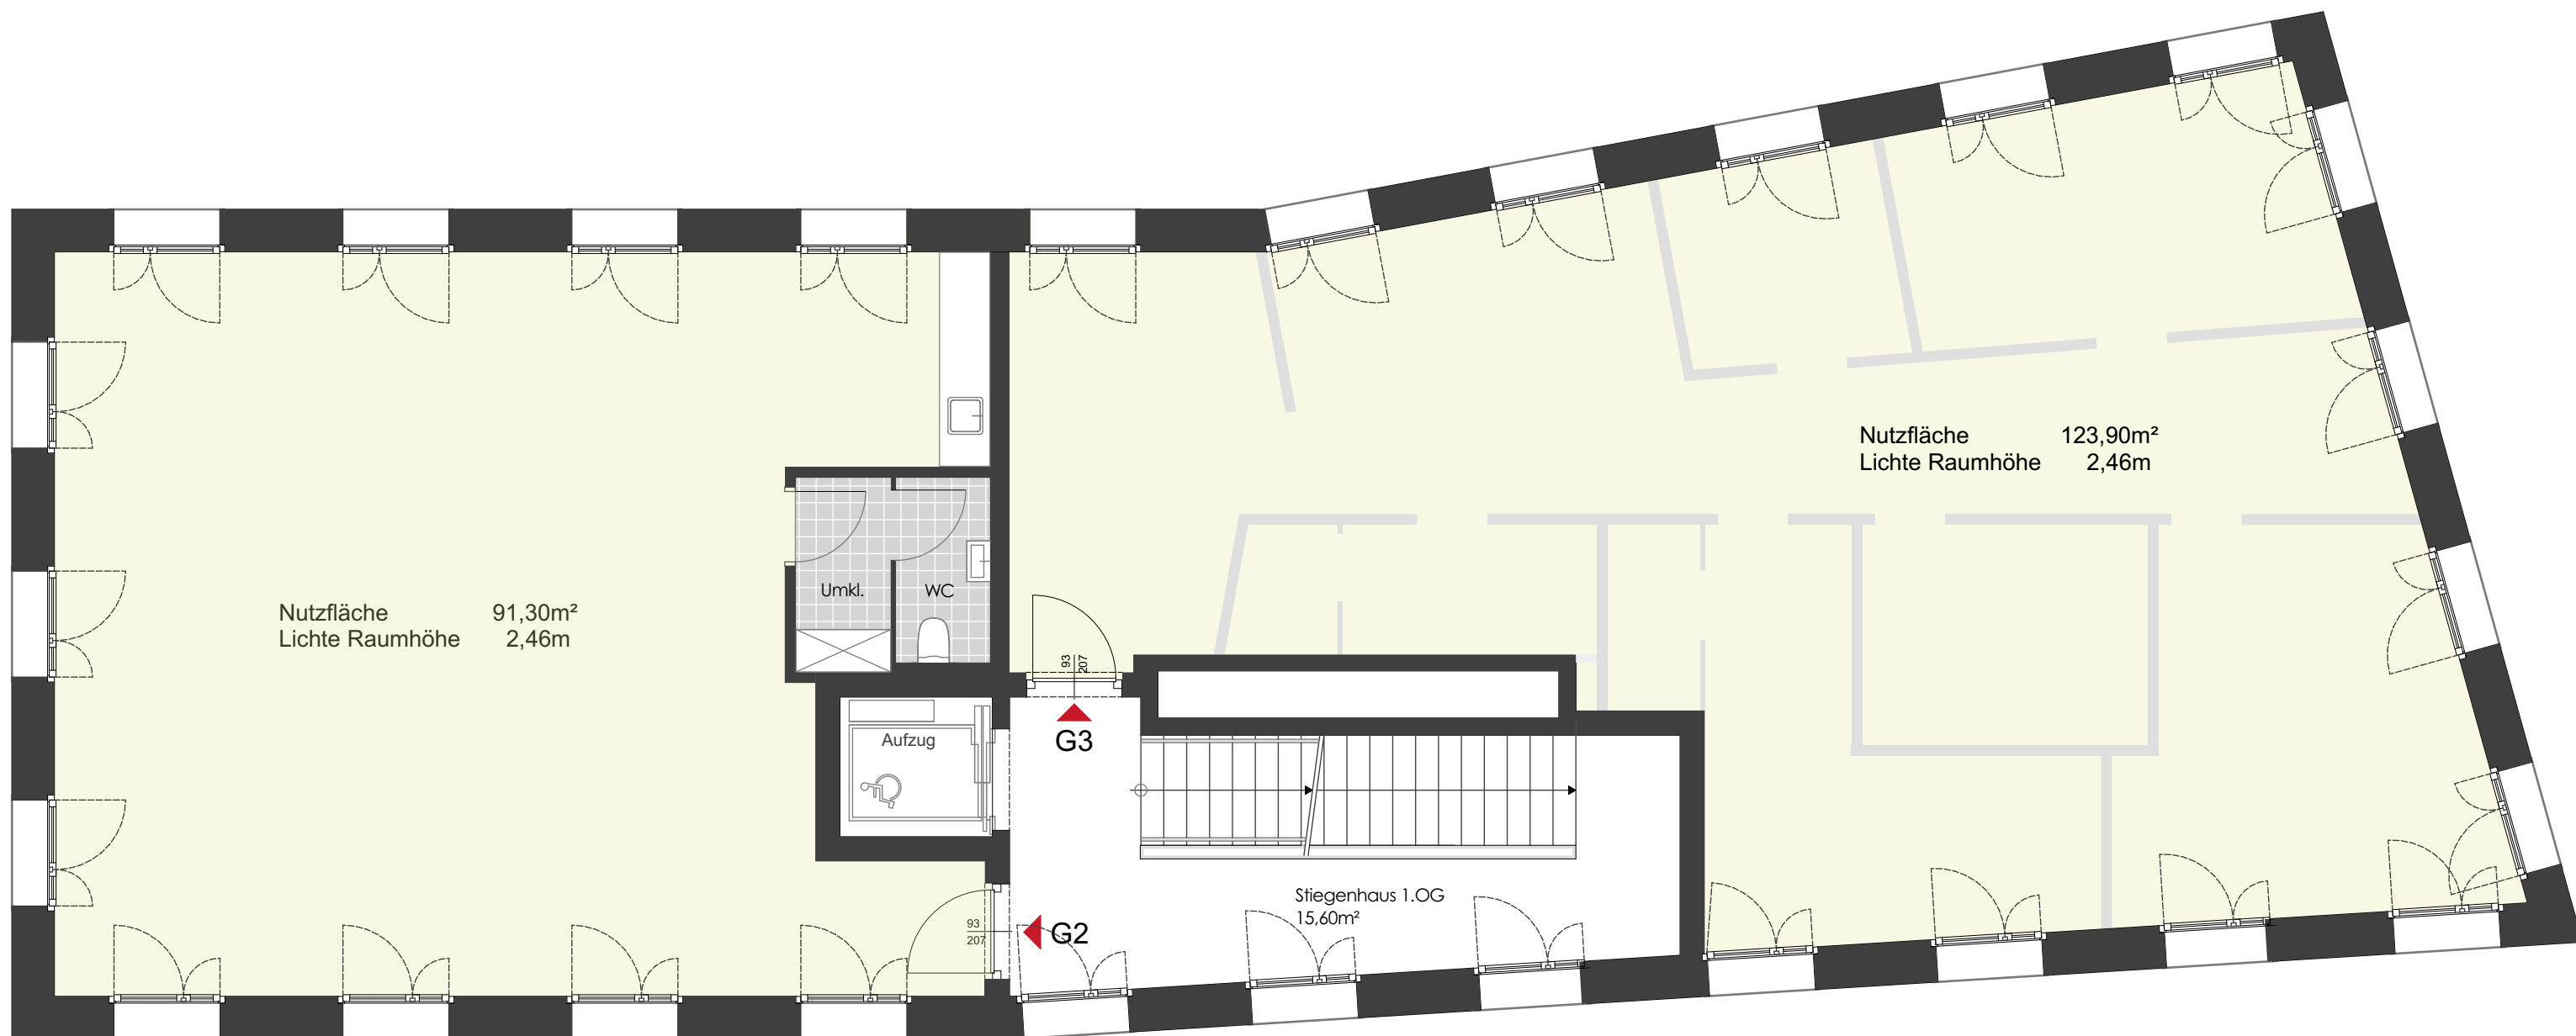 Nutzfläche 123,90m²
Lichte Raumhöhe 2,46m
Umkl.
WC
Nutzfläche 91,30m²
Lichte Raumhöhe 2,46m
93
207
G3
Aufzug
Stiegenhaus 1.OG
15,60m²
93
207
G2